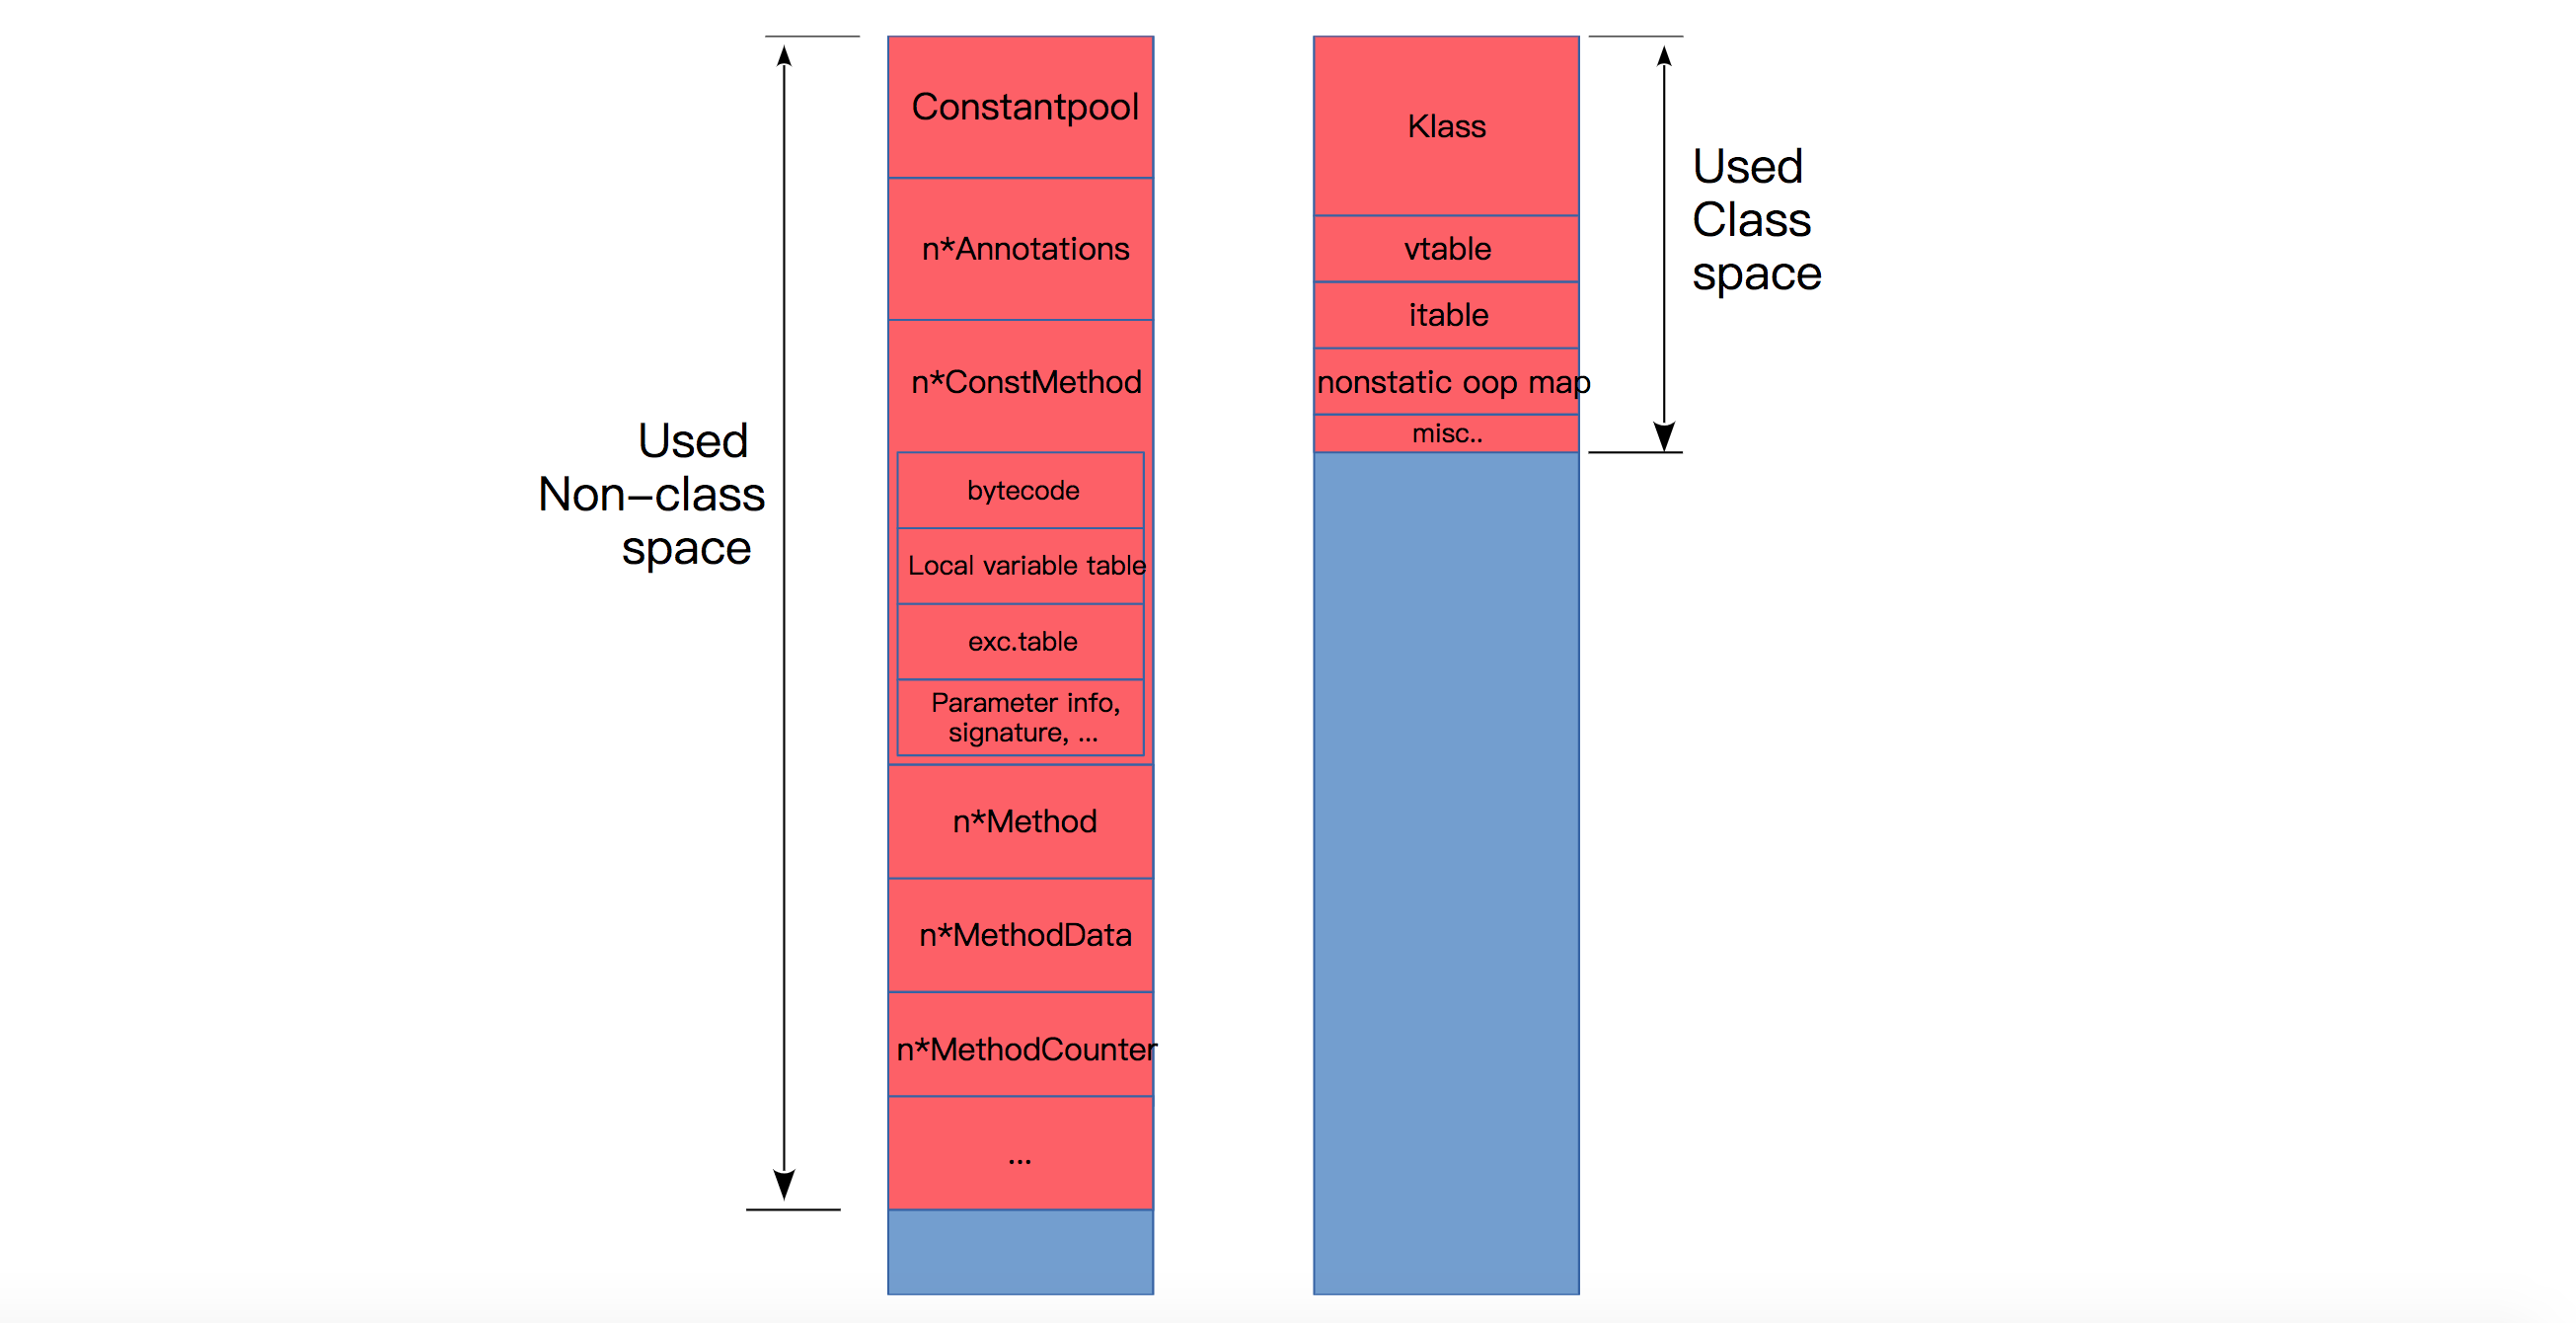 Used
Non–class
space
Constantpool
n*Annotations
n*ConstMethod
bytecode
Local variable table
exc.table
Parameter info,
signature, ...
n*Method
n*MethodData
n*MethodCounter
...
Klass
vtable
itable
nonstatic oop map
misc..
Used
Class
space